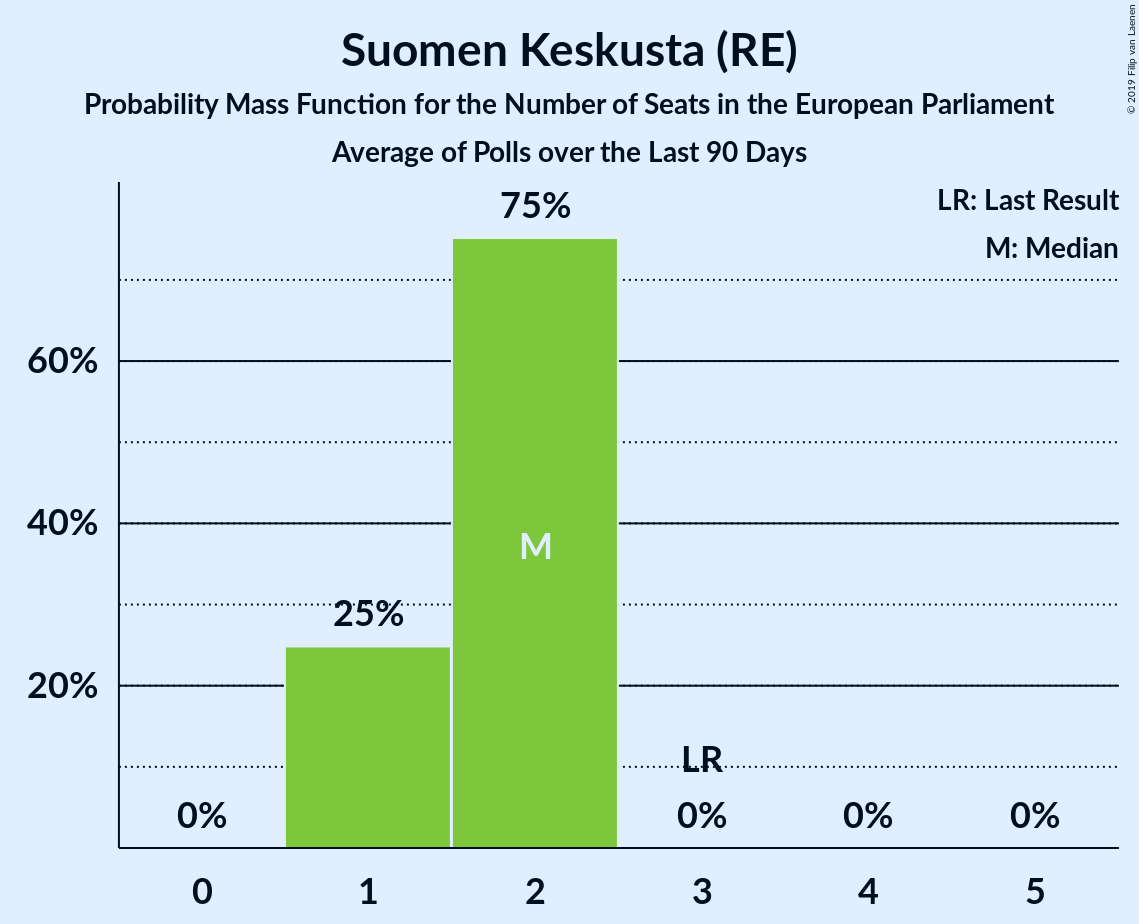 Suomen Keskusta (RE)
Probability Mass Function for the Number of Seats in the European Parliament
Average of Polls over the Last 90 Days
© 2019 Filip van Laenen
LR: Last Result
M: Median
75%
60%
40%
M
25%
20%
LR
0%
0%
0%
0%
0
1
2
3
4
5